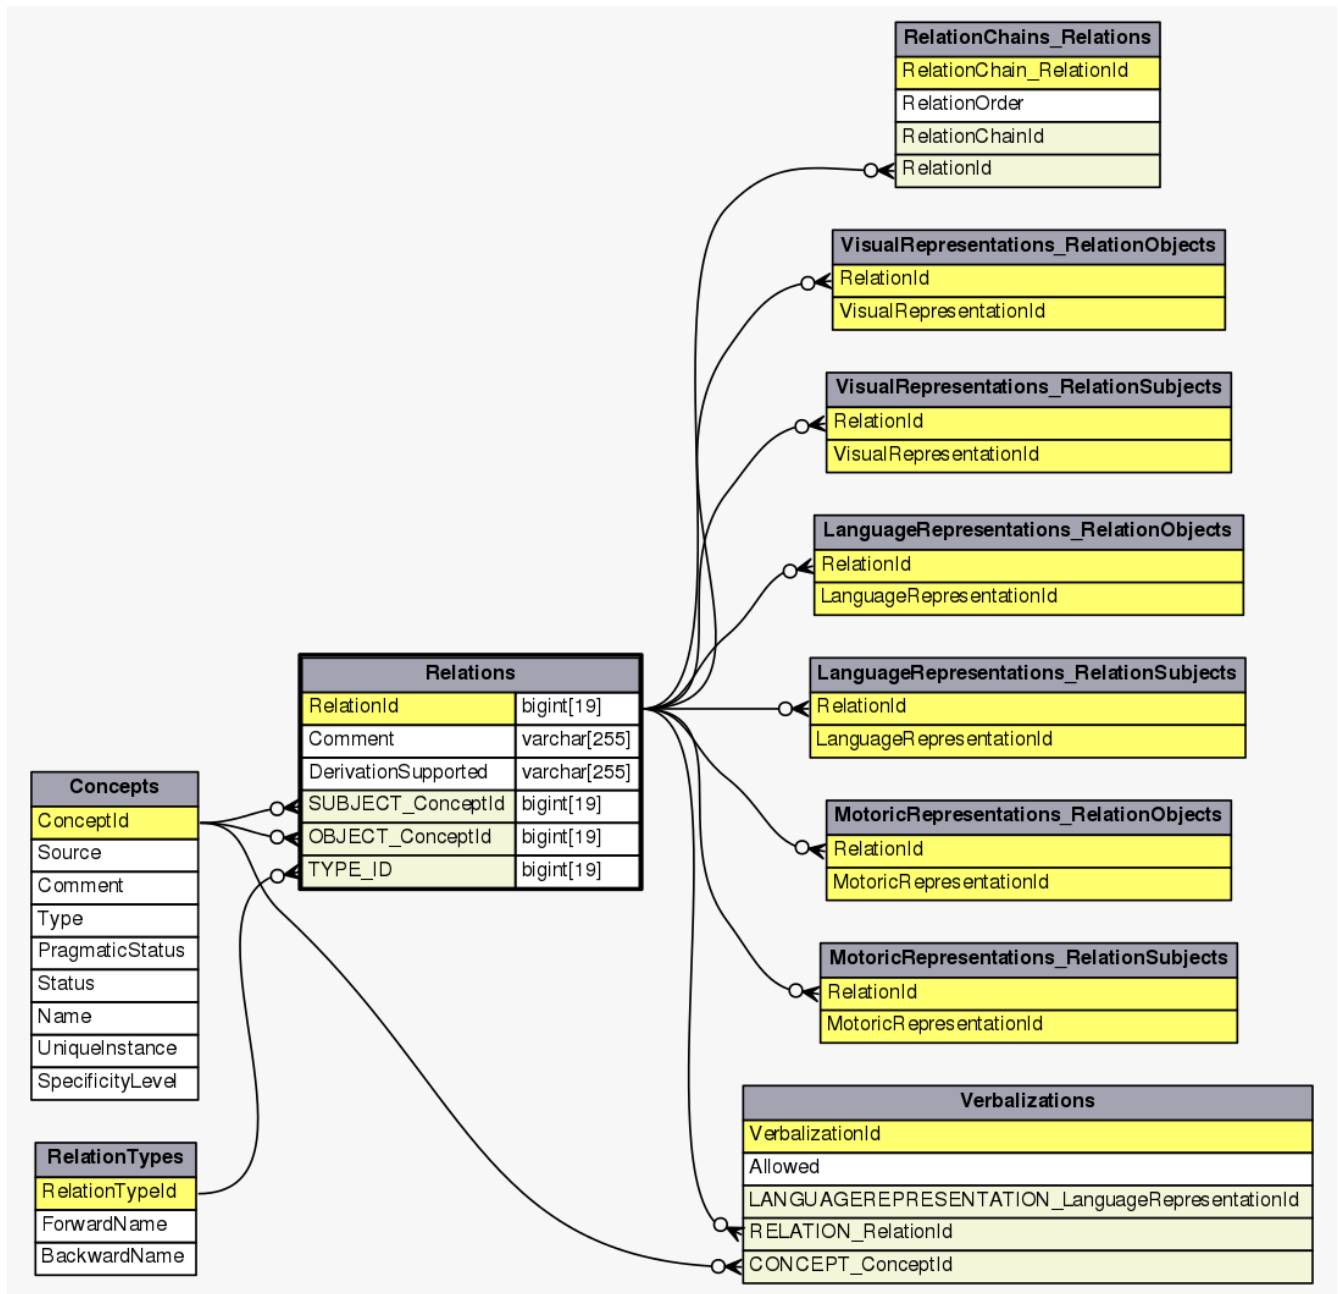 RelationChains_Relations
RelationChain_RelationId
RelationOrder
RelationChainId
RelationId
VisualRepresentations_RelationObjects
RelationId
VisualRepresentationId
VisualRepresentations_RelationSubjects
RelationId
VisualRepresentationId
LanguageRepresentations_RelationObjects
RelationId
LanguageRepresentationId
LanguageRepresentations_RelationSubjects
RelationId
LanguageRepresentationId
Relations
RelationId bigint[19]
Comment varchar[255]
DerivationSupported varchar[255]
SUBJECT_ConceptId bigint[19]
OBJECT_ConceptId bigint[19]
TYPE_ID bigint[19]
Concepts
ConceptId
Source
Comment
Type
PragmaticStatus
Status
Name
UniqueInstance
SpecificityLevel
MotoricRepresentations_RelationObjects
RelationId
MotoricRepresentationId
MotoricRepresentations_RelationSubjects
RelationId
MotoricRepresentationId
RelationTypes
RelationTypeId
ForwardName
BackwardName
Verbalizations
VerbalizationId
Allowed
LANGUAGEREPRESENTATION_LanguageRepresentationId
RELATION_RelationId
CONCEPT_ConceptId